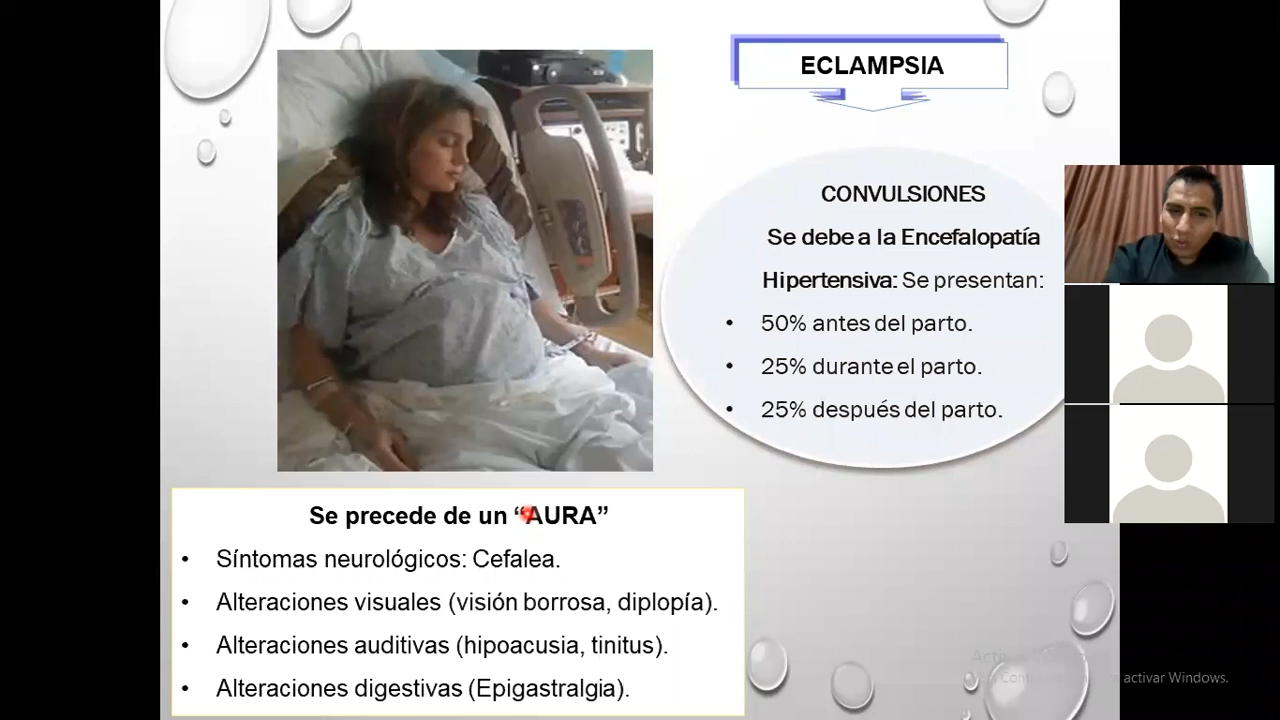 ECLAMPSIA
CONVULSIONES
Se debe a la Encefalopatía
Hipertensiva: Se presentan:
• 50% antes del parto.
• 25% durante el parto.
• 25% después del parto.
Se precede de un “AURA”
• Síntomas neurológicos: Cefalea.
• Alteraciones visuales (visión borrosa, diplopía).
• Alteraciones auditivas (hipoacusia, tinitus).
• Alteraciones digestivas (Epigastralgia).
activar Windows.